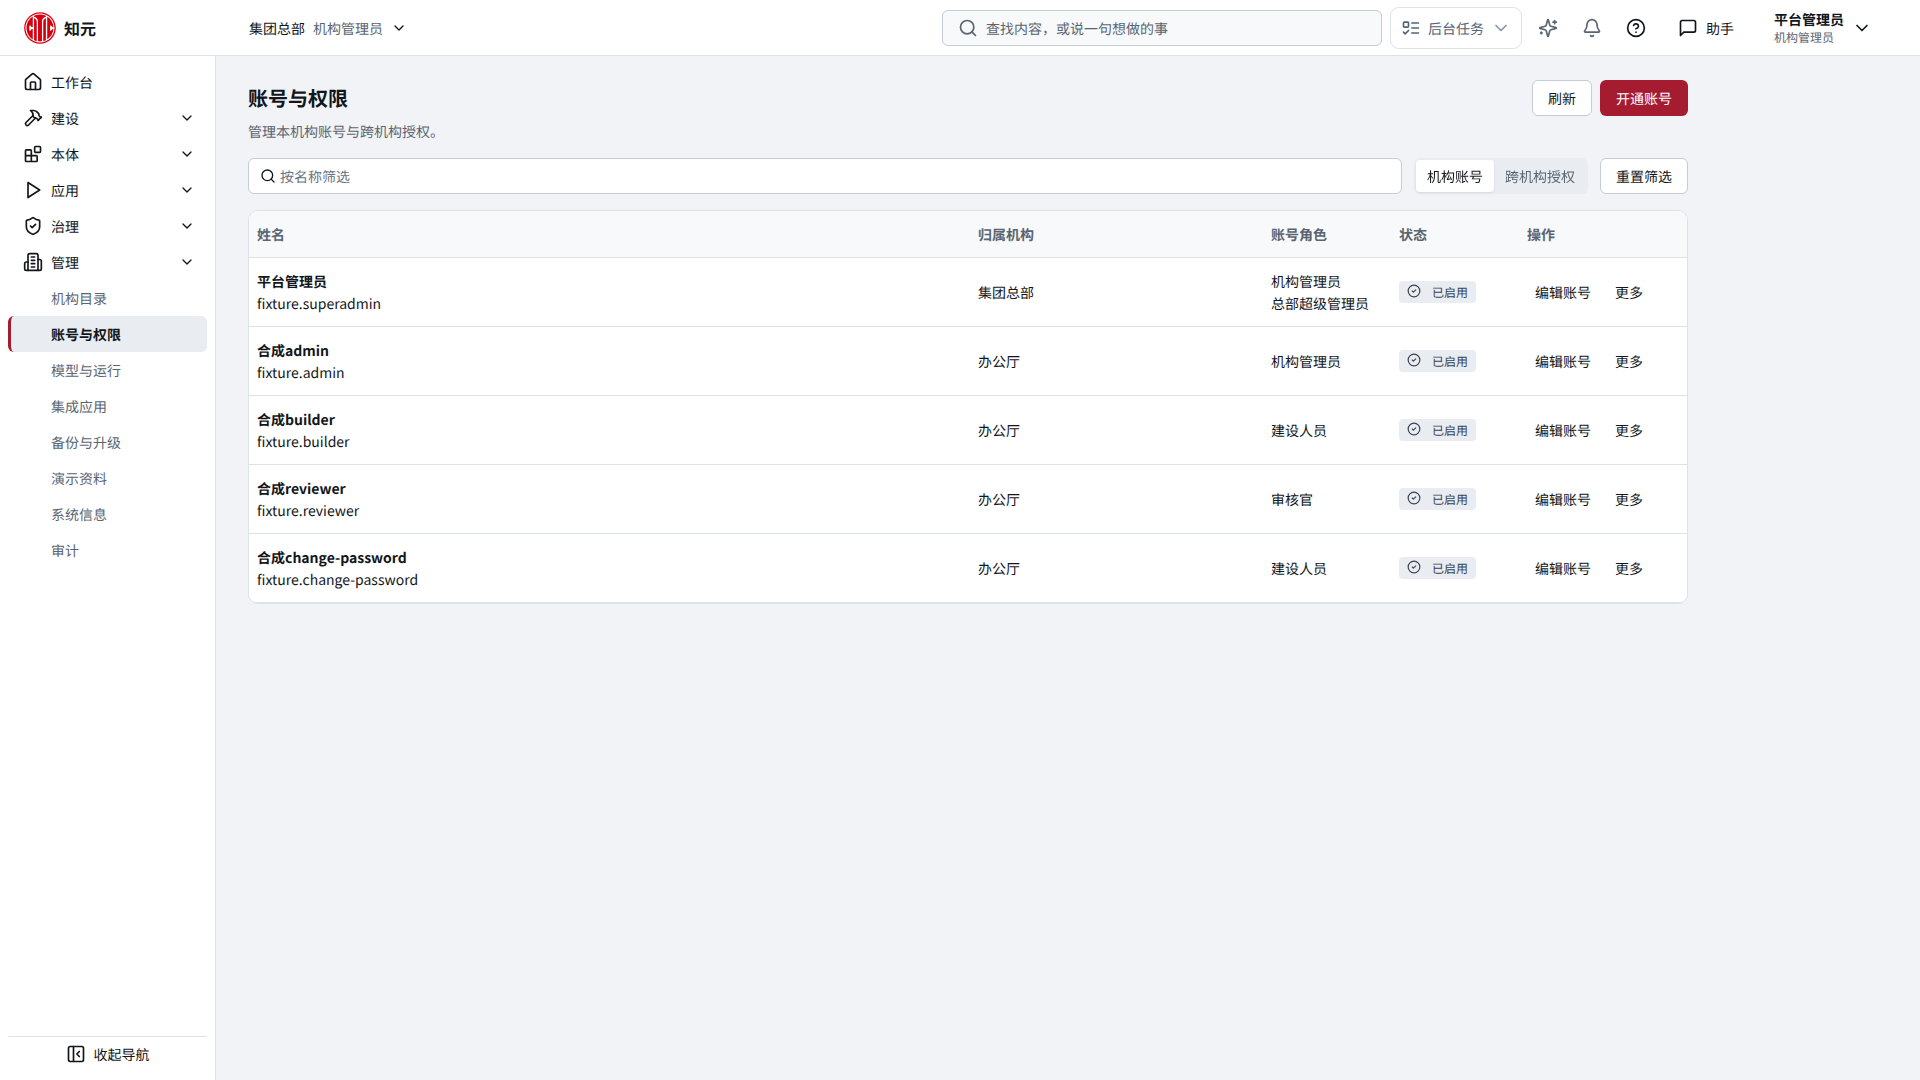 知元
集团总部 机构管理员
查找内容，或说一句想做的事
后台任务
助手
平台管理员
机构管理员
工作台
建设
本体
应用
治理
管理
机构目录
账号与权限
模型与运行
集成应用
备份与升级
演示资料
系统信息
审计
收起导航
账号与权限
管理本机构账号与跨机构授权。
刷新
开通账号
按名称筛选
机构账号
跨机构授权
重置筛选
姓名 归属机构 账号角色 状态 操作
平台管理员
fixture.superadmin
集团总部
机构管理员
总部超级管理员
已启用
编辑账号 更多
合成admin
fixture.admin
办公厅
机构管理员
已启用
编辑账号 更多
合成builder
fixture.builder
办公厅
建设人员
已启用
编辑账号 更多
合成reviewer
fixture.reviewer
办公厅
审核官
已启用
编辑账号 更多
合成change-password
fixture.change-password
办公厅
建设人员
已启用
编辑账号 更多